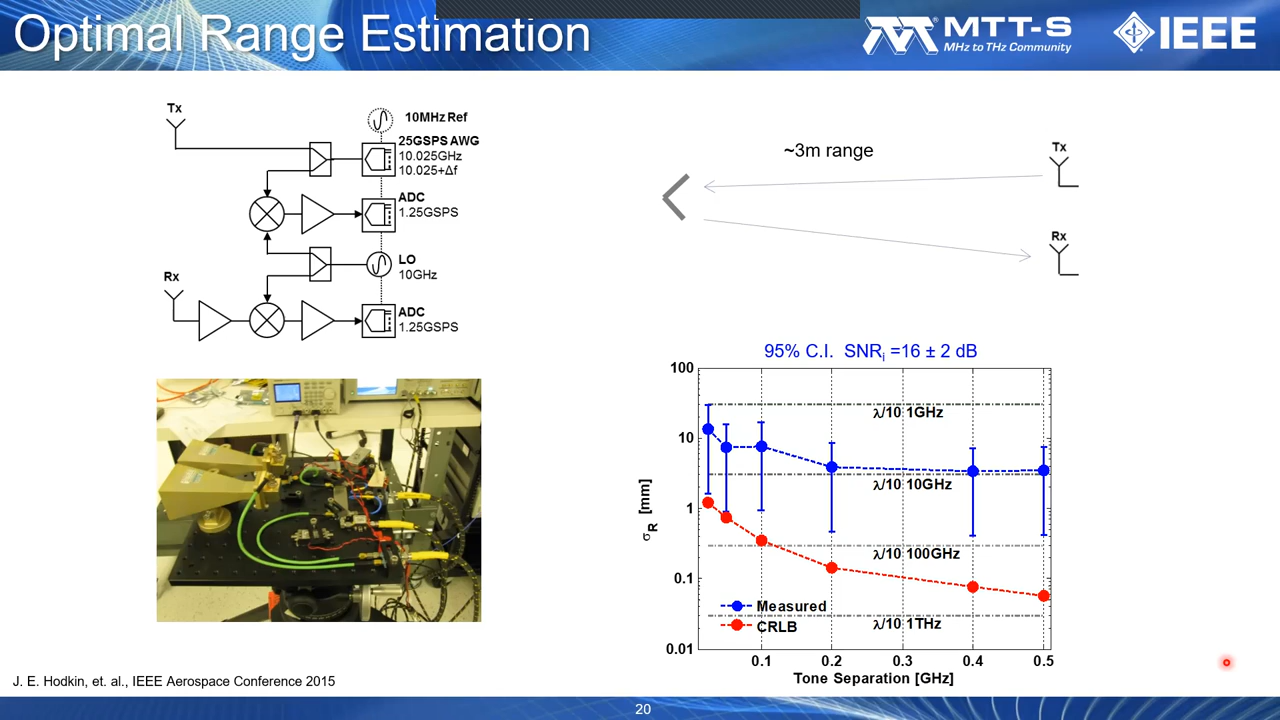 Optimal Range Estimation
MTT-S
MHz to THz Community
IEEE
Tx
10MHz Ref
25GSPS AWG
10.025GHz
10.025+Δf
ADC
1.25GSPS
LO
10GHz
Rx
ADC
1.25GSPS
~3m range
Tx
Rx
95% C.I. SNRi =16 ± 2 dB
100
10
1
0.1
0.01
σR [mm]
λ/10 1GHz
λ/10 10GHz
λ/10 100GHz
λ/10 1THz
Measured
CRLB
0.1 0.2 0.3 0.4 0.5
Tone Separation [GHz]
J. E. Hodkin, et. al., IEEE Aerospace Conference 2015
20